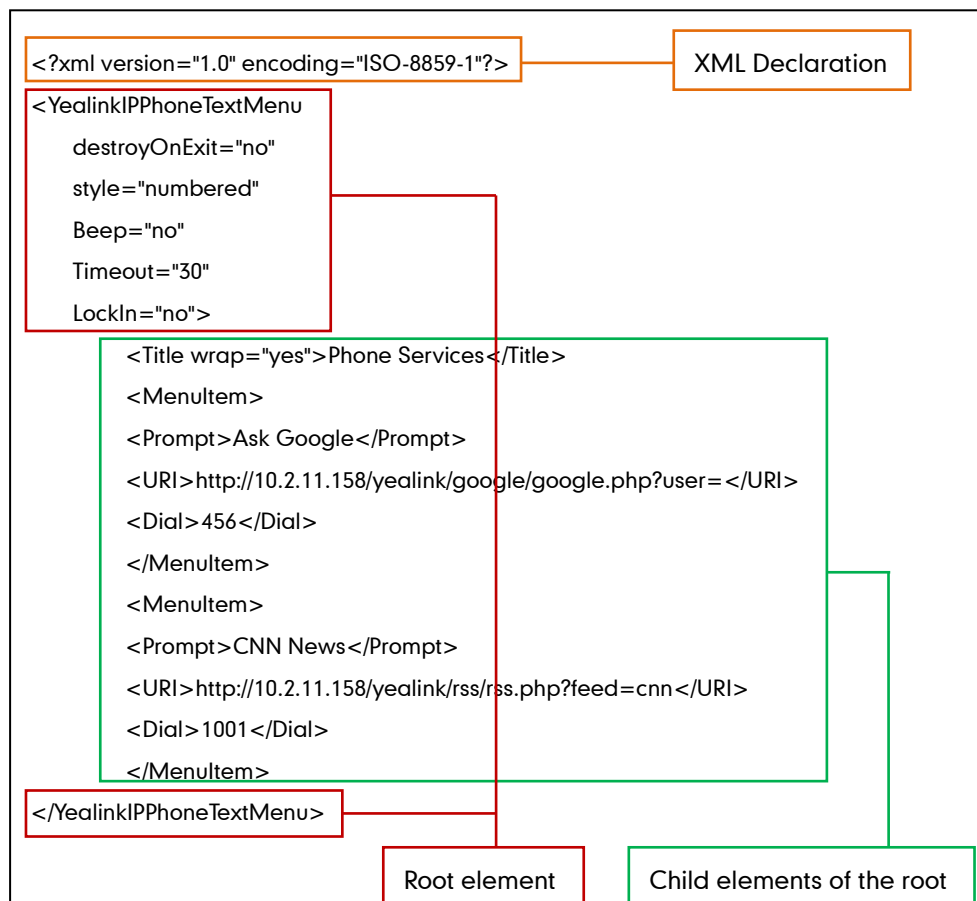 <?xml version="1.0" encoding="ISO-8859-1"?>
XML Declaration
<YealinkIPPhoneTextMenu
destroyOnExit="no"
style="numbered"
Beep="no"
Timeout="30"
LockIn="no">
<Title wrap="yes">Phone Services</Title>
<MenuItem>
<Prompt>Ask Google</Prompt>
<URI>http://10.2.11.158/yealink/google/google.php?user=</URI>
<Dial>456</Dial>
</MenuItem>
<MenuItem>
<Prompt>CNN News</Prompt>
<URI>http://10.2.11.158/yealink/rss/rss.php?feed=cnn</URI>
<Dial>1001</Dial>
</MenuItem>
</YealinkIPPhoneTextMenu>
Root element
Child elements of the root